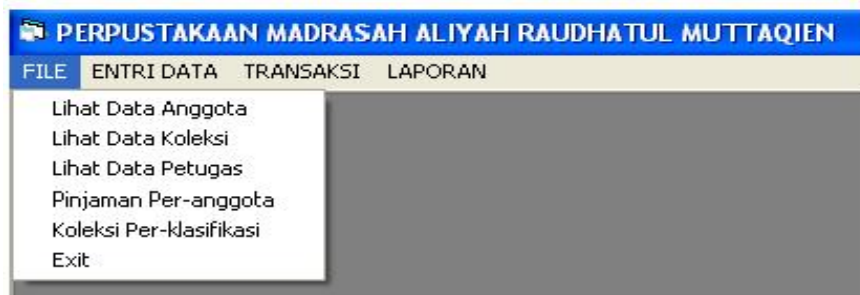 PERPUSTAKAAN MADRASAH ALIYAH RAUDHATUL MUTTAQIEN
FILE ENTRI DATA TRANSAKSI LAPORAN
Lihat Data Anggota
Lihat Data Koleksi
Lihat Data Petugas
Pinjaman Per-anggota
Koleksi Per-klasifikasi
Exit